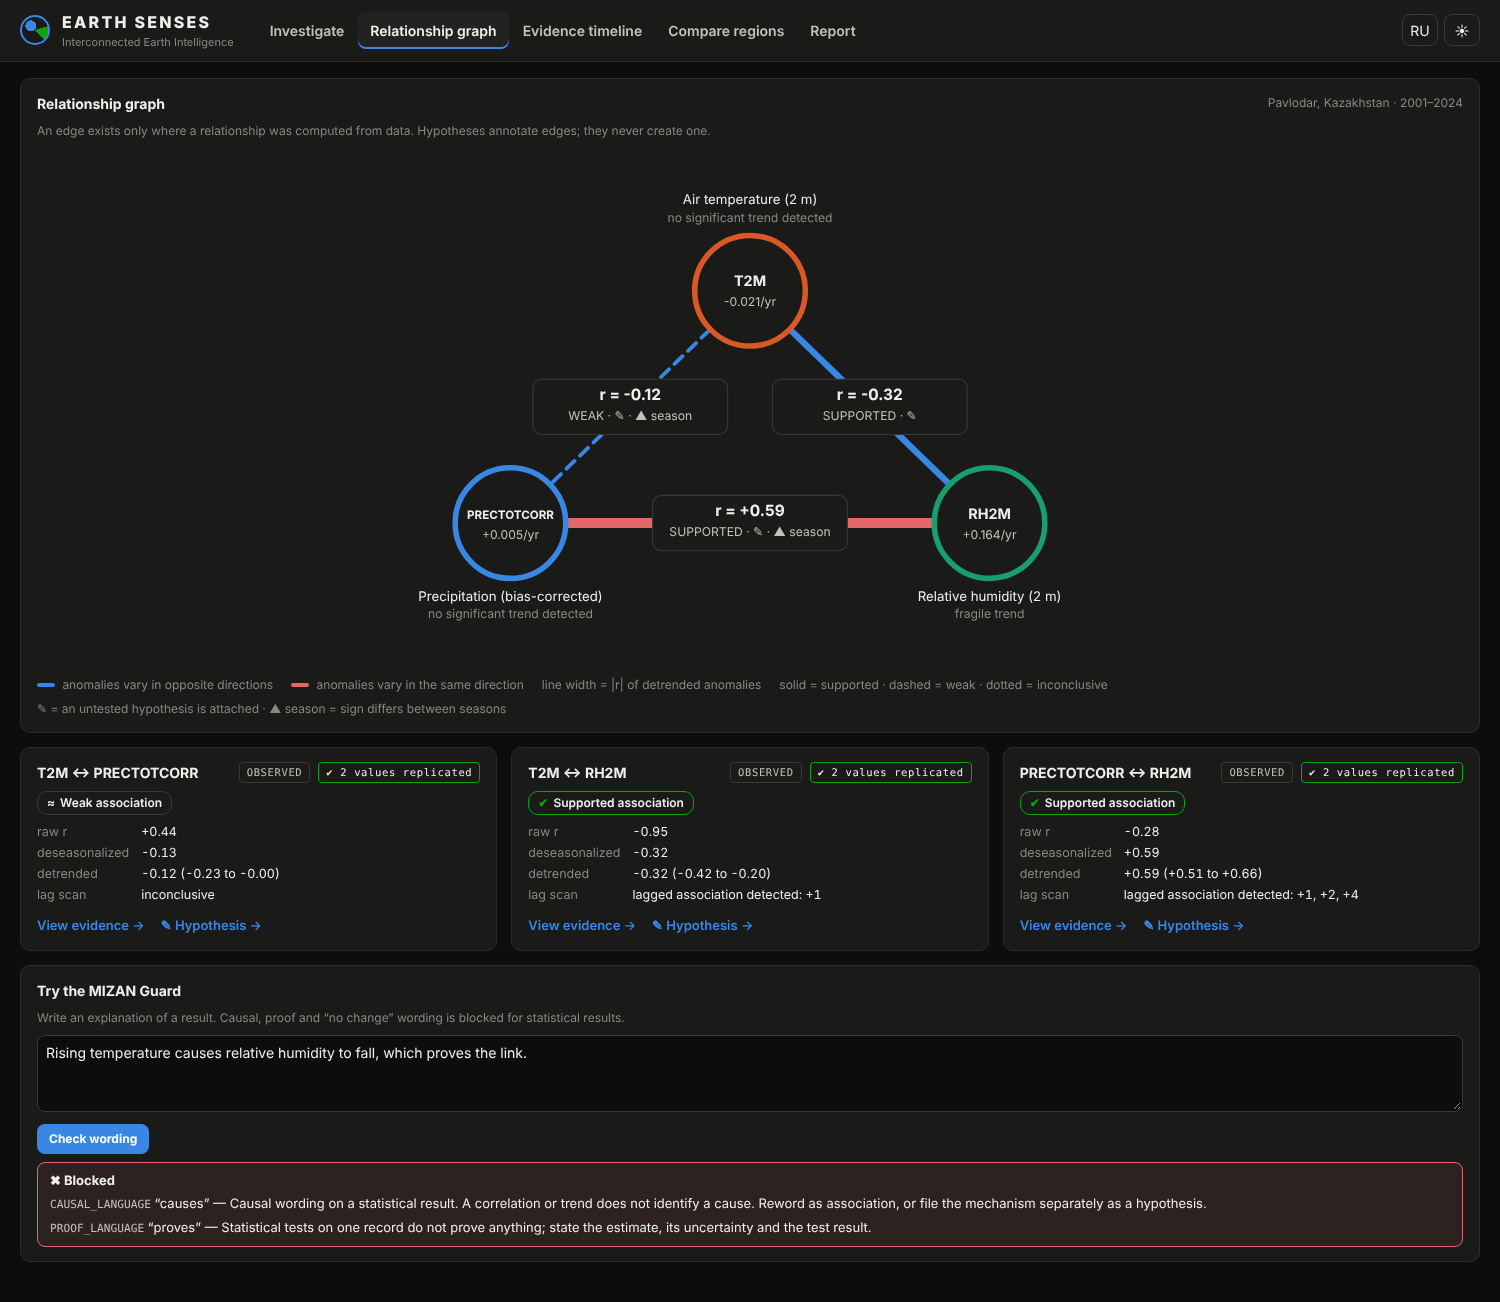 EARTH SENSES
Interconnected Earth Intelligence
Investigate
Relationship graph
Evidence timeline
Compare regions
Report
RU
Relationship graph
Pavlodar, Kazakhstan · 2001–2024
An edge exists only where a relationship was computed from data. Hypotheses annotate edges; they never create one.
Air temperature (2 m)
no significant trend detected
T2M
-0.021/yr
r = -0.12
WEAK · ✎ · ▲ season
r = -0.32
SUPPORTED · ✎
PRECTOTCORR
+0.005/yr
r = +0.59
SUPPORTED · ✎ · ▲ season
RH2M
+0.164/yr
Precipitation (bias-corrected)
no significant trend detected
Relative humidity (2 m)
fragile trend
anomalies vary in opposite directions
anomalies vary in the same direction
line width = |r| of detrended anomalies
solid = supported · dashed = weak · dotted = inconclusive
✎ = an untested hypothesis is attached · ▲ season = sign differs between seasons
T2M ↔ PRECTOTCORR
OBSERVED
✔ 2 values replicated
≈ Weak association
raw r +0.44
deseasonalized -0.13
detrended -0.12 (-0.23 to -0.00)
lag scan inconclusive
View evidence → ✎ Hypothesis →
T2M ↔ RH2M
OBSERVED
✔ 2 values replicated
✔ Supported association
raw r -0.95
deseasonalized -0.32
detrended -0.32 (-0.42 to -0.20)
lag scan lagged association detected: +1
View evidence → ✎ Hypothesis →
PRECTOTCORR ↔ RH2M
OBSERVED
✔ 2 values replicated
✔ Supported association
raw r -0.28
deseasonalized +0.59
detrended +0.59 (+0.51 to +0.66)
lag scan lagged association detected: +1, +2, +4
View evidence → ✎ Hypothesis →
Try the MIZAN Guard
Write an explanation of a result. Causal, proof and “no change” wording is blocked for statistical results.
Rising temperature causes relative humidity to fall, which proves the link.
Check wording
✖ Blocked
CAUSAL_LANGUAGE “causes” — Causal wording on a statistical result. A correlation or trend does not identify a cause. Reword as association, or file the mechanism separately as a hypothesis.
PROOF_LANGUAGE “proves” — Statistical tests on one record do not prove anything; state the estimate, its uncertainty and the test result.